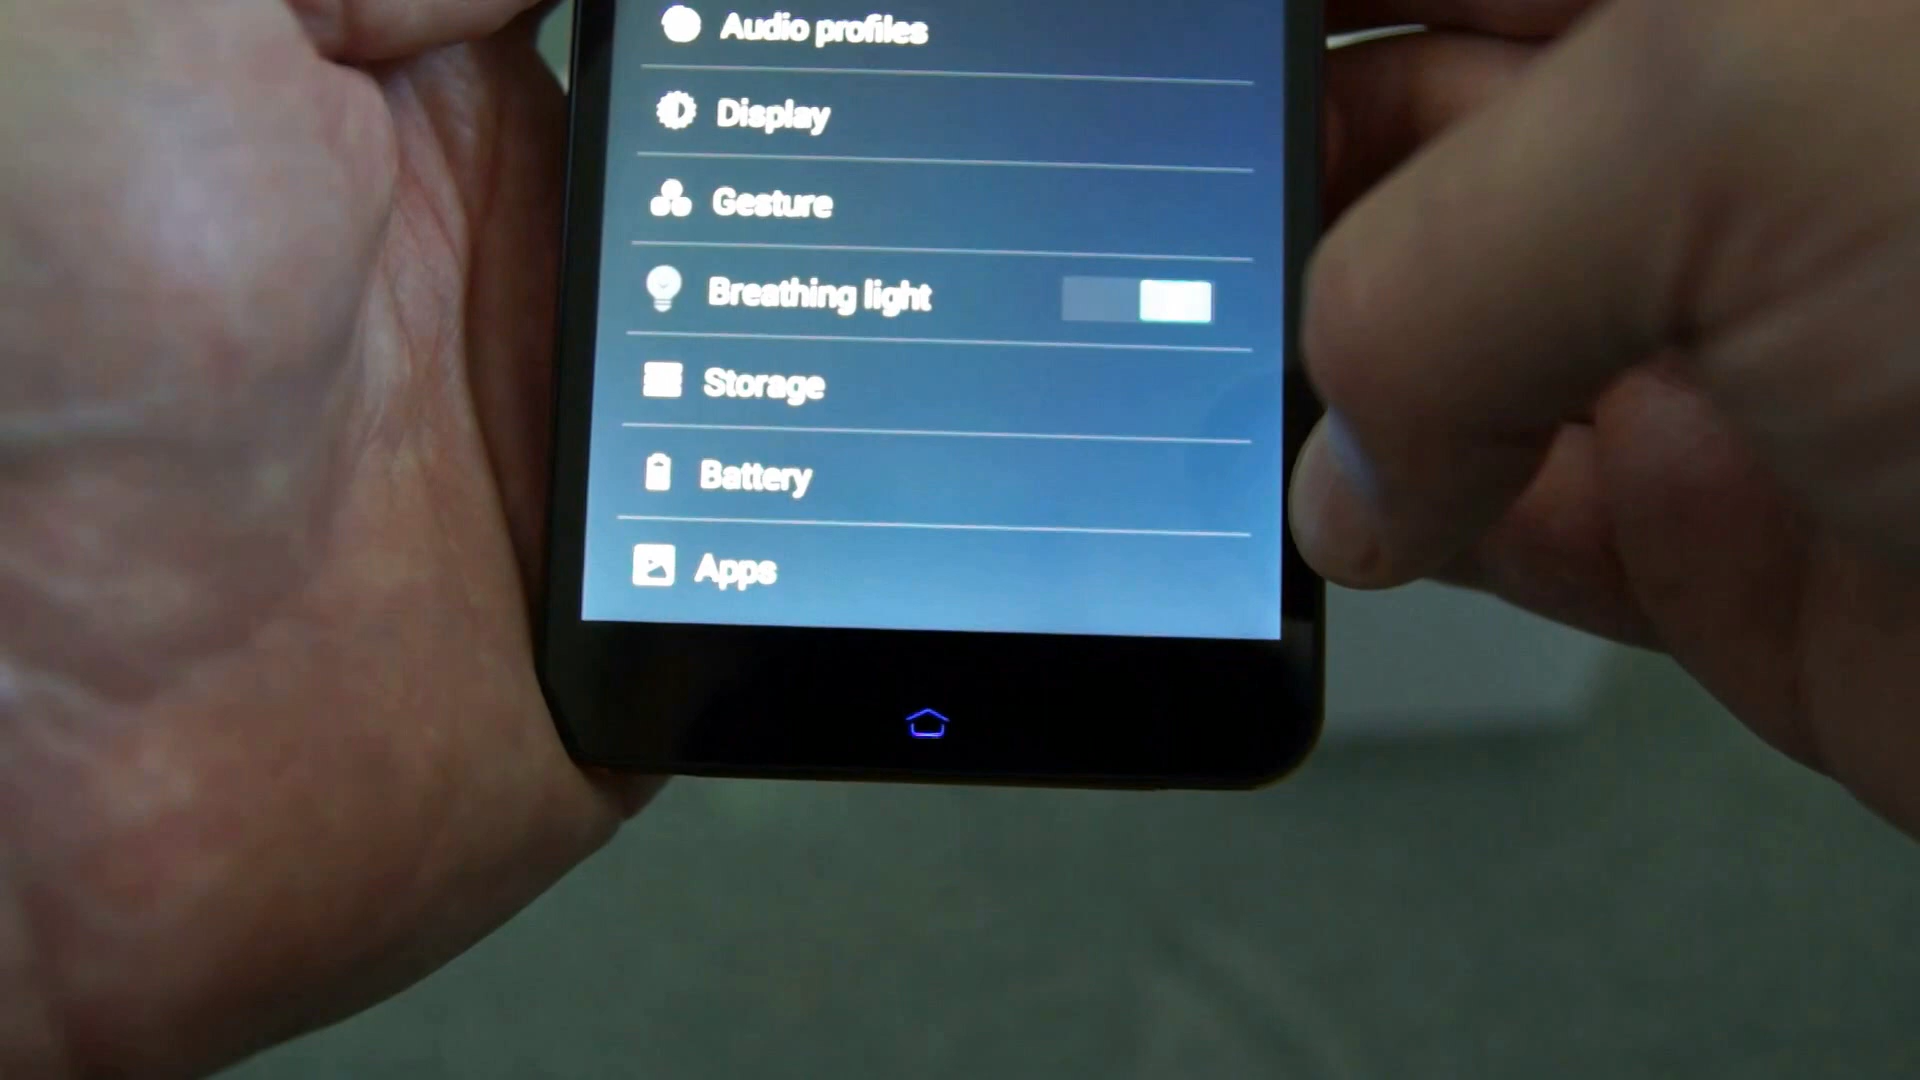 Audio profiles
Display
Gesture
Breathing light
Storage
Battery
Apps